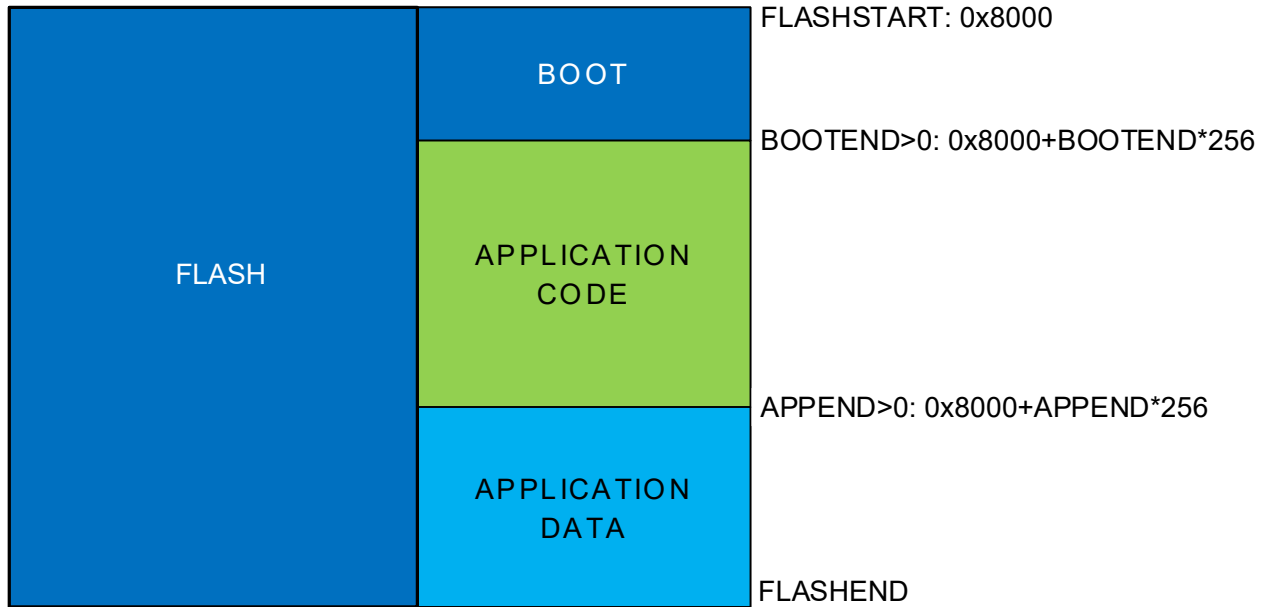 FLASHSTART: 0x8000
BOOT
BOOTEND>0: 0x8000+BOOTEND*256
FLASH
APPLICATION
CODE
APPEND>0: 0x8000+APPEND*256
APPLICATION
DATA
FLASHEND